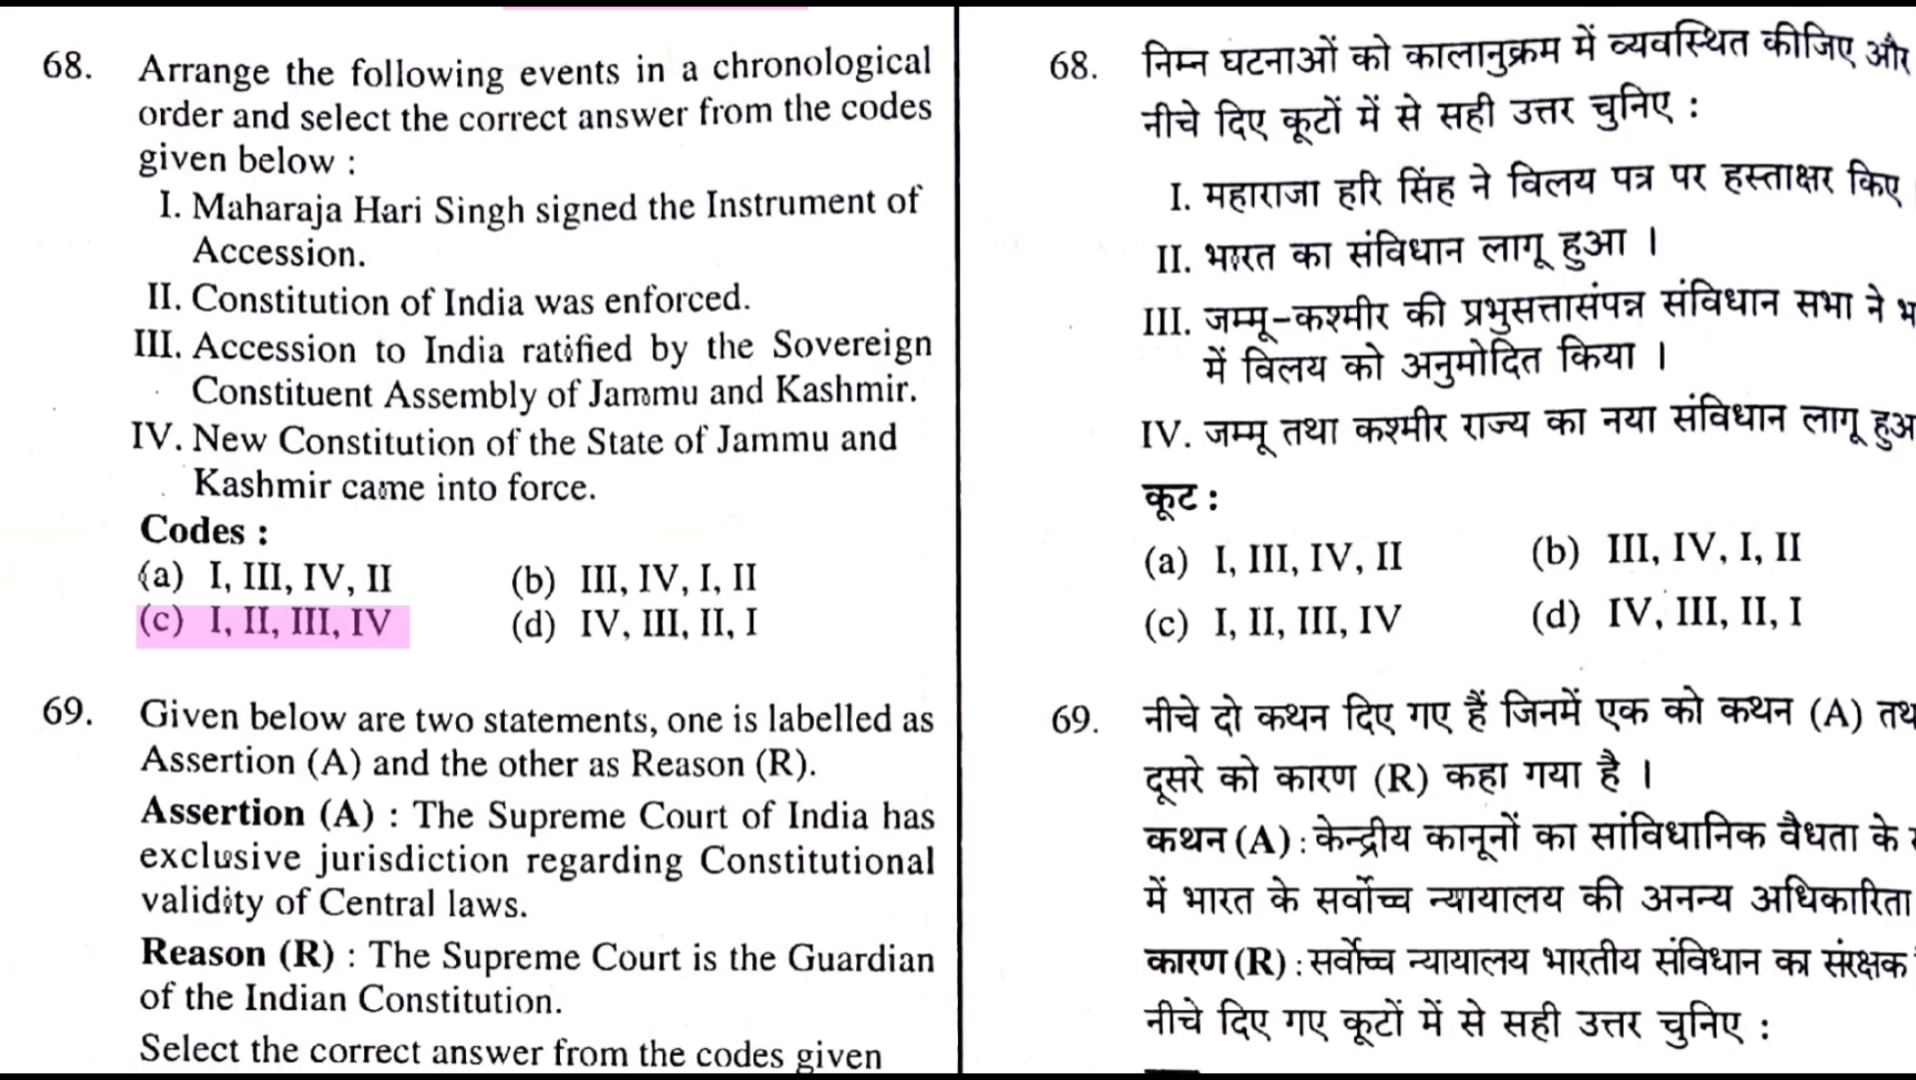 68. Arrange the following events in a chronological
order and select the correct answer from the codes
given below :
I. Maharaja Hari Singh signed the Instrument of
Accession.
II. Constitution of India was enforced.
III. Accession to India ratified by the Sovereign
Constituent Assembly of Jammu and Kashmir.
IV. New Constitution of the State of Jammu and
Kashmir came into force.
Codes :
(a) I, III, IV, II (b) III, IV, I, II
(c) I, II, III, IV (d) IV, III, II, I
69. Given below are two statements, one is labelled as
Assertion (A) and the other as Reason (R).
Assertion (A) : The Supreme Court of India has
exclusive jurisdiction regarding Constitutional
validity of Central laws.
Reason (R) : The Supreme Court is the Guardian
of the Indian Constitution.
Select the correct answer from the codes given
68. निम्न घटनाओं को कालानुक्रम में व्यवस्थित कीजिए और
नीचे दिए कूटों में से सही उत्तर चुनिए :
I. महाराजा हरि सिंह ने विलय पत्र पर हस्ताक्षर किए
II. भारत का संविधान लागू हुआ ।
III. जम्मू-कश्मीर की प्रभुसत्तासंपन्न संविधान सभा ने
में विलय को अनुमोदित किया ।
IV. जम्मू तथा कश्मीर राज्य का नया संविधान लागू
कूट :
(a) I, III, IV, II (b) III, IV, I, II
(c) I, II, III, IV (d) IV, III, II, I
69. नीचे दो कथन दिए गए हैं जिनमें एक को कथन (A)
दूसरे को कारण (R) कहा गया है ।
कथन (A) : केन्द्रीय कानूनों का सांविधानिक वैधता के
में भारत के सर्वोच्च न्यायालय की अनन्य अधिकारिता
कारण (R) : सर्वोच्च न्यायालय भारतीय संविधान का संरक्षक
नीचे दिए गए कूटों में से सही उत्तर चुनिए :